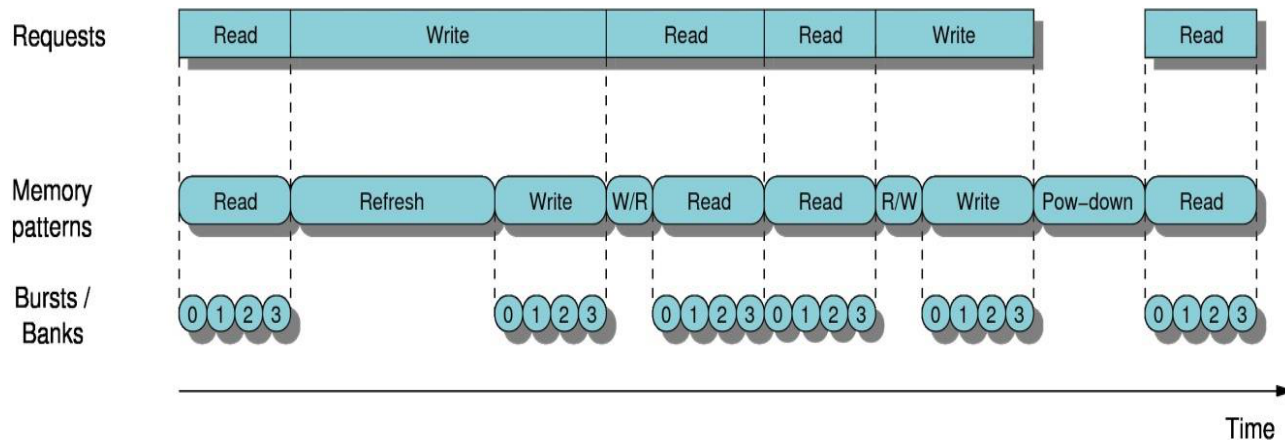 Requests Read Write Read Read Write Read
Memory patterns Read Refresh Write W/R Read Read R/W Write Pow-down Read
Bursts / Banks 0 1 2 3 0 1 2 3 0 1 2 3 0 1 2 3 0 1 2 3 0 1 2 3
Time